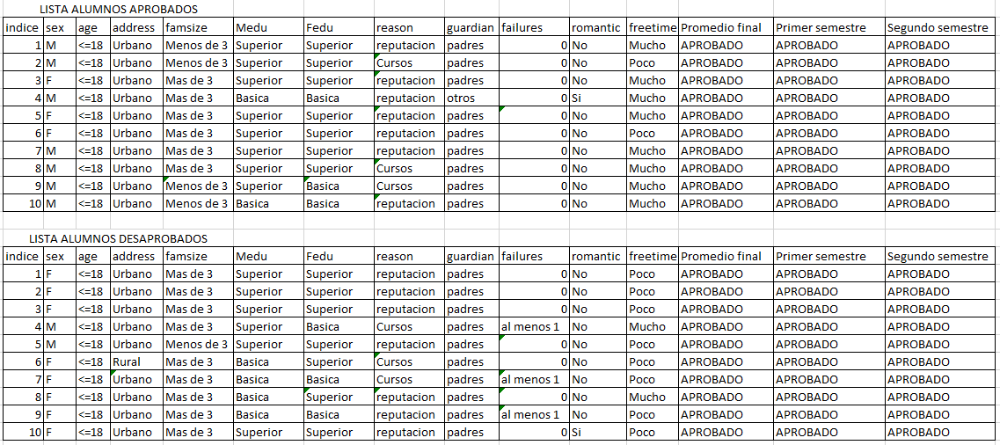 LISTA ALUMNOS APROBADOS
indice sex age address famsize Medu Fedu reason guardian failures romantic freetime Promedio final Primer semestre Segundo semestre
1 M <=18 Urbano Menos de 3 Superior Superior reputacion padres 0 No Mucho APROBADO APROBADO APROBADO
2 M <=18 Urbano Menos de 3 Superior Superior Cursos padres 0 No Poco APROBADO APROBADO APROBADO
3 F <=18 Urbano Mas de 3 Superior Superior reputacion padres 0 No Mucho APROBADO APROBADO APROBADO
4 M <=18 Urbano Mas de 3 Basica Basica reputacion otros 0 Si Mucho APROBADO APROBADO APROBADO
5 F <=18 Urbano Mas de 3 Superior Superior reputacion padres 0 No Mucho APROBADO APROBADO APROBADO
6 F <=18 Urbano Mas de 3 Superior Superior reputacion padres 0 No Poco APROBADO APROBADO APROBADO
7 M <=18 Urbano Mas de 3 Superior Superior reputacion padres 0 No Mucho APROBADO APROBADO APROBADO
8 M <=18 Urbano Mas de 3 Superior Superior Cursos padres 0 No Mucho APROBADO APROBADO APROBADO
9 M <=18 Urbano Menos de 3 Superior Basica Cursos padres 0 No Mucho APROBADO APROBADO APROBADO
10 M <=18 Urbano Menos de 3 Basica Basica reputacion padres 0 No Mucho APROBADO APROBADO APROBADO
LISTA ALUMNOS DESAPROBADOS
indice sex age address famsize Medu Fedu reason guardian failures romantic freetime Promedio final Primer semestre Segundo semestre
1 F <=18 Urbano Mas de 3 Superior Superior reputacion padres 0 No Poco APROBADO APROBADO APROBADO
2 F <=18 Urbano Mas de 3 Superior Superior reputacion padres 0 No Poco APROBADO APROBADO APROBADO
3 F <=18 Urbano Mas de 3 Superior Superior reputacion padres 0 No Poco APROBADO APROBADO APROBADO
4 M <=18 Urbano Mas de 3 Superior Basica Cursos padres al menos 1 No Mucho APROBADO APROBADO APROBADO
5 M <=18 Urbano Menos de 3 Superior Superior reputacion padres 0 No Poco APROBADO APROBADO APROBADO
6 F <=18 Rural Mas de 3 Basica Superior Cursos padres 0 No Poco APROBADO APROBADO APROBADO
7 F <=18 Urbano Mas de 3 Basica Basica Cursos padres al menos 1 No Poco APROBADO APROBADO APROBADO
8 F <=18 Urbano Mas de 3 Basica Superior reputacion padres 0 No Mucho APROBADO APROBADO APROBADO
9 F <=18 Urbano Mas de 3 Basica Basica reputacion padres al menos 1 No Poco APROBADO APROBADO APROBADO
10 F <=18 Urbano Mas de 3 Superior Superior reputacion padres 0 Si Poco APROBADO APROBADO APROBADO